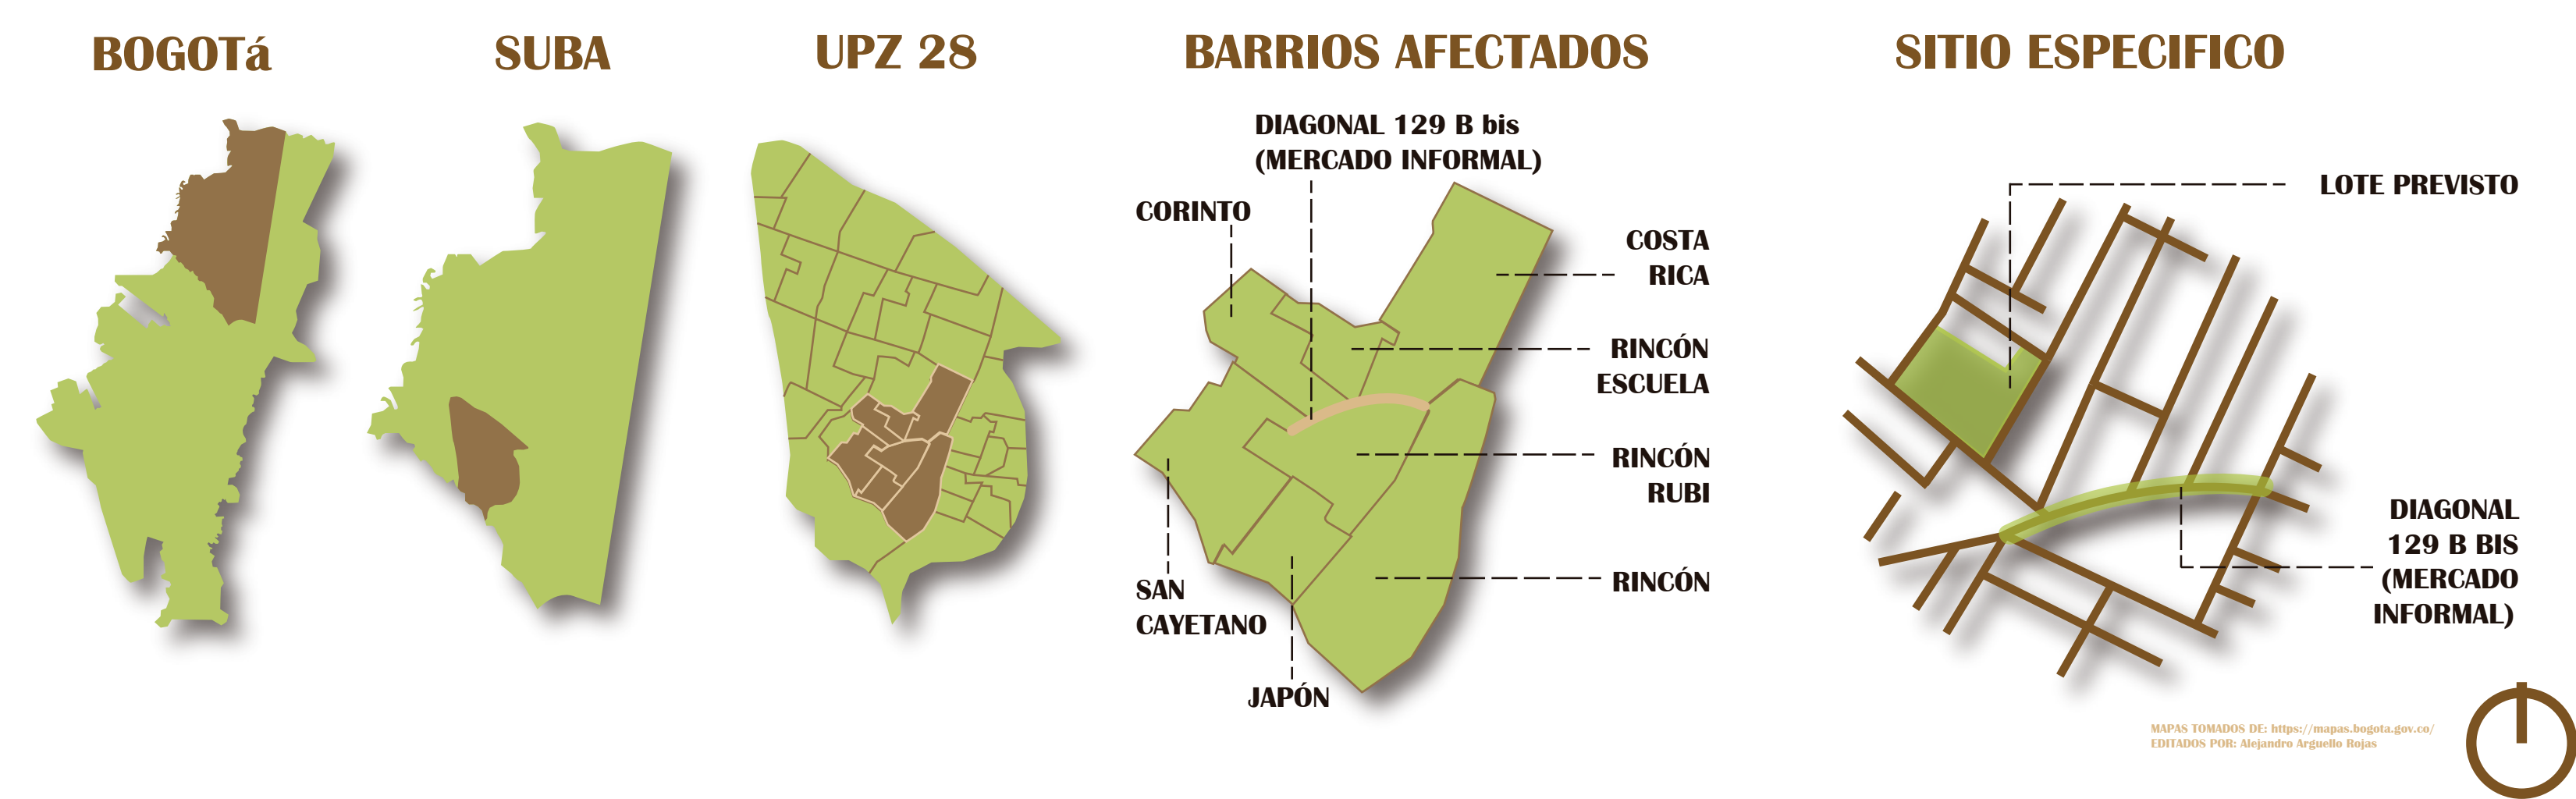 BOGOTá
SUBA
UPZ 28
BARRIOS AFECTADOS
SITIO ESPECIFICO
DIAGONAL 129 B bis
(MERCADO INFORMAL)
CORINTO
COSTA
RICA
RINCÓN
ESCUELA
RINCÓN
RUBI
RINCÓN
SAN
CAYETANO
JAPÓN
LOTE PREVISTO
DIAGONAL
129 B BIS
(MERCADO
INFORMAL)
MAPAS TOMADOS DE: https://mapas.bogota.gov.co/
EDITADOS POR: Alejandro Arguello Rojas